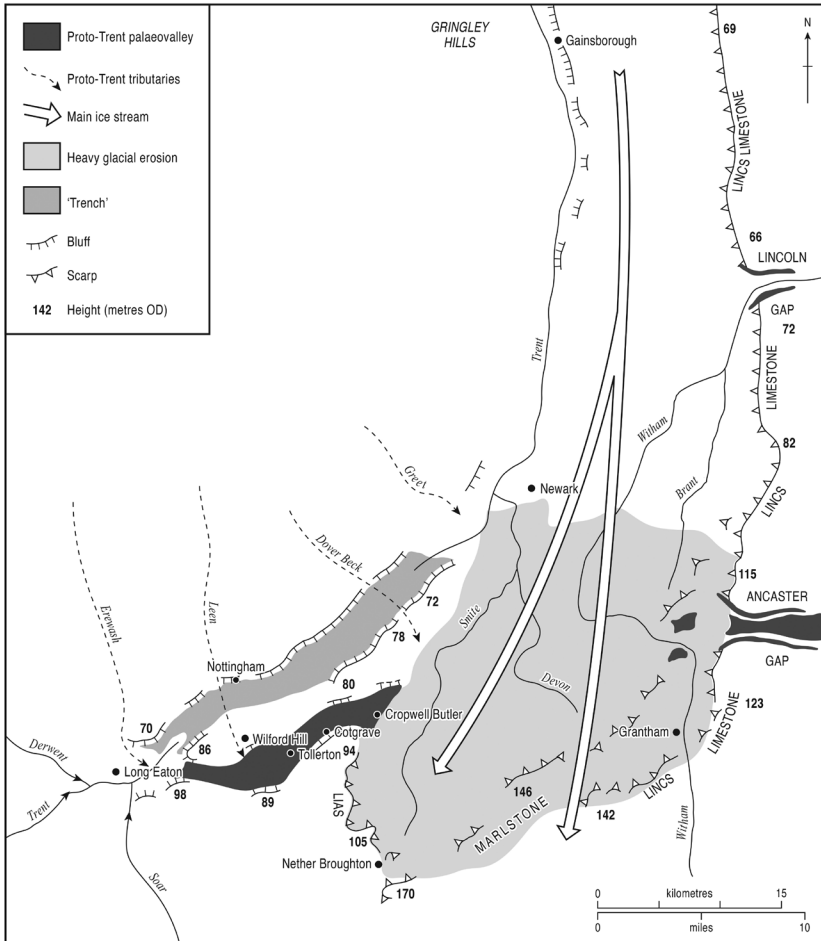 Proto-Trent palaeovalley
Proto-Trent tributaries
Main ice stream
Heavy glacial erosion
‘Trench’
Bluff
Scarp
142 Height (metres OD)
GRINGLEY
HILLS
Gainsborough
69
N
LINCS LIMESTONE
66
LINCOLN
GAP
72
LIMESTONE
Trent
82
Witham
Greet
Newark
Brant
LINCS
Dover Beck
115
Erewash
Leen
72
Smite
ANCASTER
78
GAP
Nottingham
80
Devon
123
70
Cropwell Butler
LIMESTONE
Derwent
86
Wilford Hill
Cotgrave
Grantham
Tollerton
94
Long Eaton
98
89
146
LINCS
Trent
LIAS
142
MARLSTONE
Witham
105
Nether Broughton
Soar
170
0 kilometres 15
0 miles 10